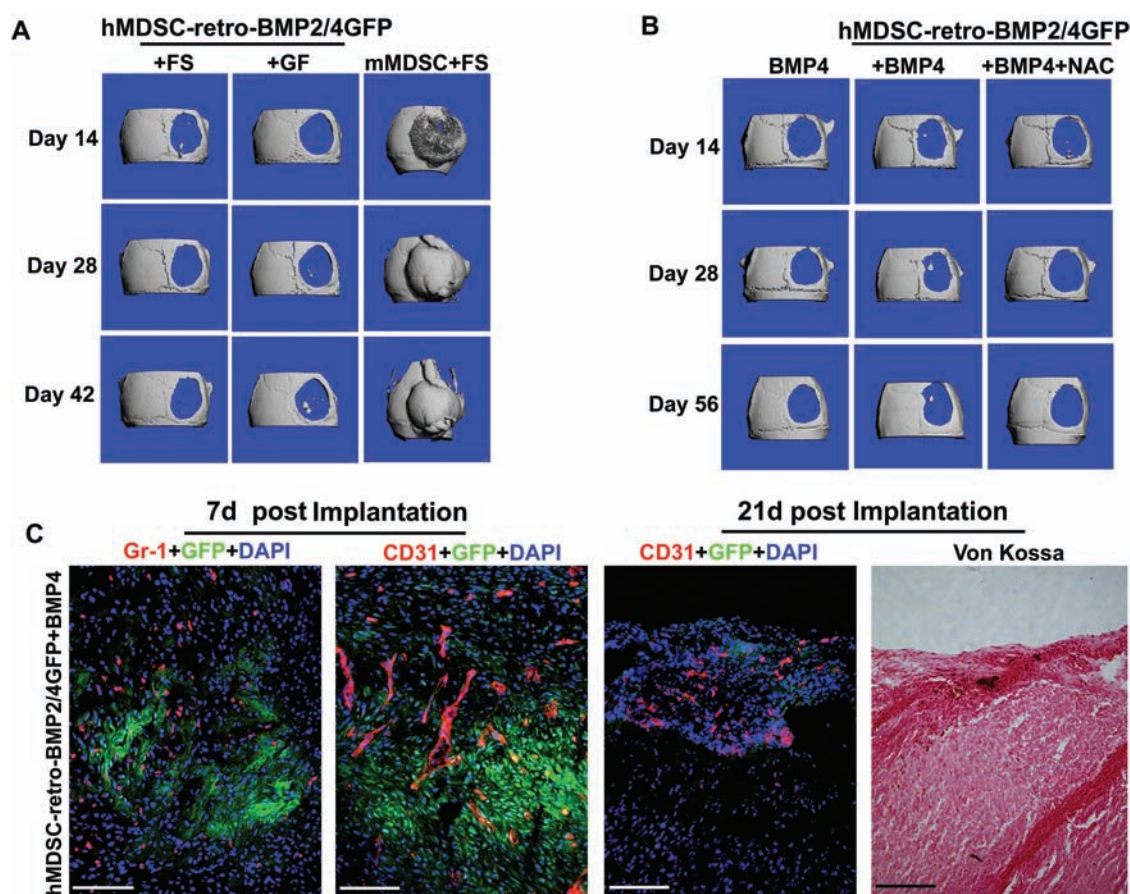 A
hMDSC-retro-BMP2/4GFP
+FS +GF mMDSC+FS
Day 14
Day 28
Day 42
B
hMDSC-retro-BMP2/4GFP
BMP4 +BMP4 +BMP4+NAC
Day 14
Day 28
Day 56
C
7d post Implantation
21d post Implantation
Gr-1+GFP+DAPI
CD31+GFP+DAPI
CD31+GFP+DAPI
Von Kossa
hMDSC-retro-BMP2/4GFP+BMP4